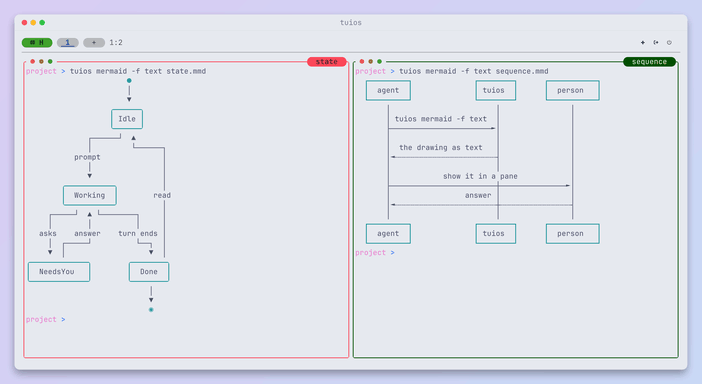 tuios
H 1 + 1:2
state
project > tuios mermaid -f text state.mmd
Idle
prompt
Working
read
asks answer turn ends
NeedsYou Done
project >
sequence
project > tuios mermaid -f text sequence.mmd
agent tuios person
tuios mermaid -f text
the drawing as text
show it in a pane
answer
agent tuios person
project >